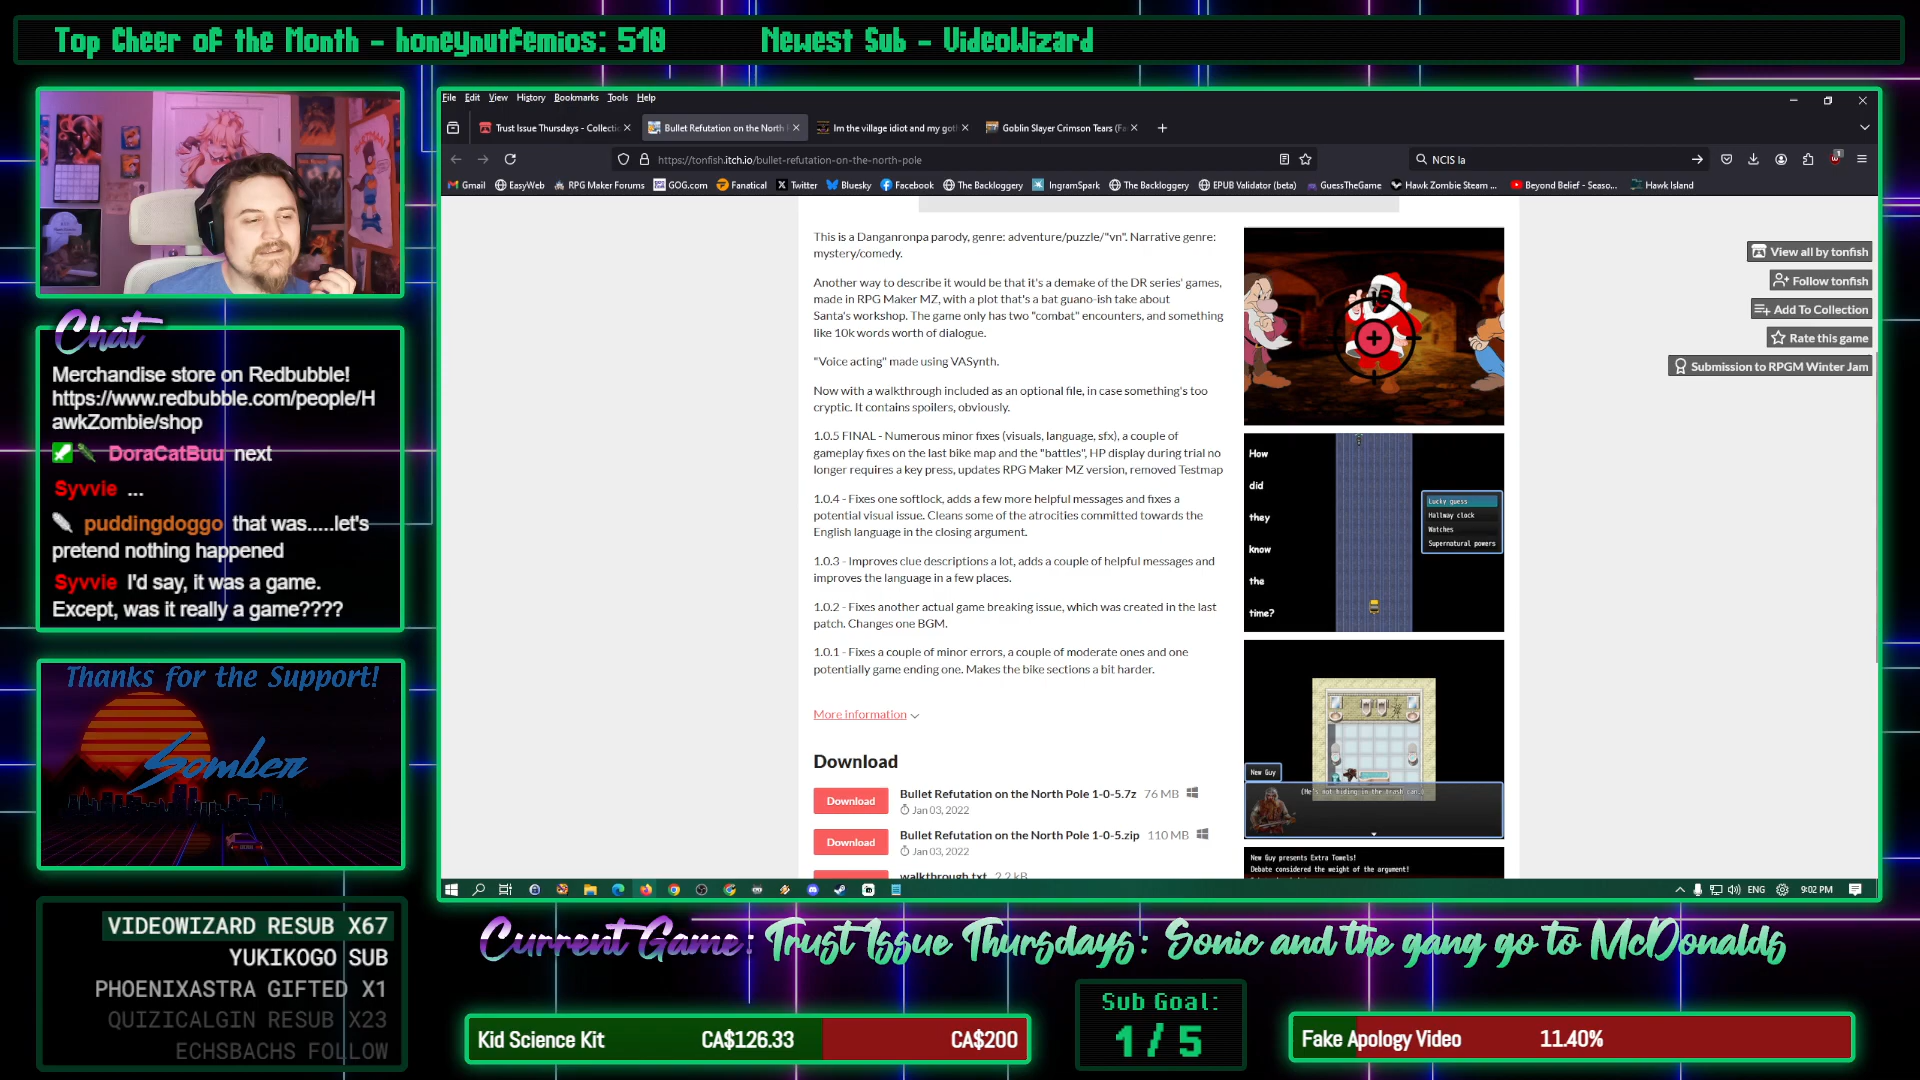 Top Cheer of the Month - honeynutfemios: 510
Newest Sub - VideoWizard
File Edit View History Bookmarks Tools Help
Trust Issue Thursdays - Collectic
Bullet Refutation on the North
Im the village idiot and my got
Goblin Slayer Crimson Tears (Fa
https://tonfish.itch.io/bullet-refutation-on-the-north-pole
NCIS la
Gmail EasyWeb RPG Maker Forums GOG.com Fanatical Twitter Bluesky Facebook The Backloggery IngramSpark The Backloggery EPUB Validator (beta) GuessTheGame Hawk Zombie Steam ... Beyond Belief - Seaso... Hawk Island
This is a Danganronpa parody, genre: adventure/puzzle/"vn". Narrative genre:
mystery/comedy.
Another way to describe it would be that it's a demake of the DR series' games,
made in RPG Maker MZ, with a plot that's a bat guano-ish take about
Santa's workshop. The game only has two "combat" encounters, and something
like 10k words worth of dialogue.
"Voice acting" made using VASynth.
Now with a walkthrough included as an optional file, in case something's too
cryptic. It contains spoilers, obviously.
1.0.5 FINAL - Numerous minor fixes (visuals, language, sfx), a couple of
gameplay fixes on the last bike map and the "battles", HP display during trial no
longer requires a key press, updates RPG Maker MZ version, removed Testmap
1.0.4 - Fixes one softlock, adds a few more helpful messages and fixes a
potential visual issue. Cleans some of the atrocities committed towards the
English language in the closing argument.
1.0.3 - Improves clue descriptions a lot, adds a couple of helpful messages and
improves the language in a few places.
1.0.2 - Fixes another actual game breaking issue, which was created in the last
patch. Changes one BGM.
1.0.1 - Fixes a couple of minor errors, a couple of moderate ones and one
potentially game ending one. Makes the bike sections a bit harder.
More information
Download
Download
Bullet Refutation on the North Pole 1-0-5.7z 76 MB
Jan 03, 2022
Download
Bullet Refutation on the North Pole 1-0-5.zip 110 MB
Jan 03, 2022
walkthrough.txt 2.2 kB
How
did
they
know
the
time?
Lucky guess
Hallway clock
Watches
Supernatural powers
New Guy
(He's not hiding in the trash can.)
New Guy presents Extra Towels!
Debate considered the weight of the argument!
View all by tonfish
Follow tonfish
Add To Collection
Rate this game
Submission to RPGM Winter Jam
ENG
9:02 PM
Chat
Merchandise store on Redbubble!
https://www.redbubble.com/people/H
awkZombie/shop
DoraCatBuu next
Syvvie ...
puddingdoggo that was.....let's
pretend nothing happened
Syvvie I'd say, it was a game.
Except, was it really a game????
Thanks for the Support!
Somber
VIDEOWIZARD RESUB X67
YUKIKOGO SUB
PHOENIXASTRA GIFTED X1
QUIZICALGIN RESUB X23
ECHSBACHS FOLLOW
Current Game: Trust Issue Thursdays: Sonic and the gang go to McDonalds
Kid Science Kit CA$126.33 CA$200
Sub Goal:
1 / 5
Fake Apology Video 11.40%